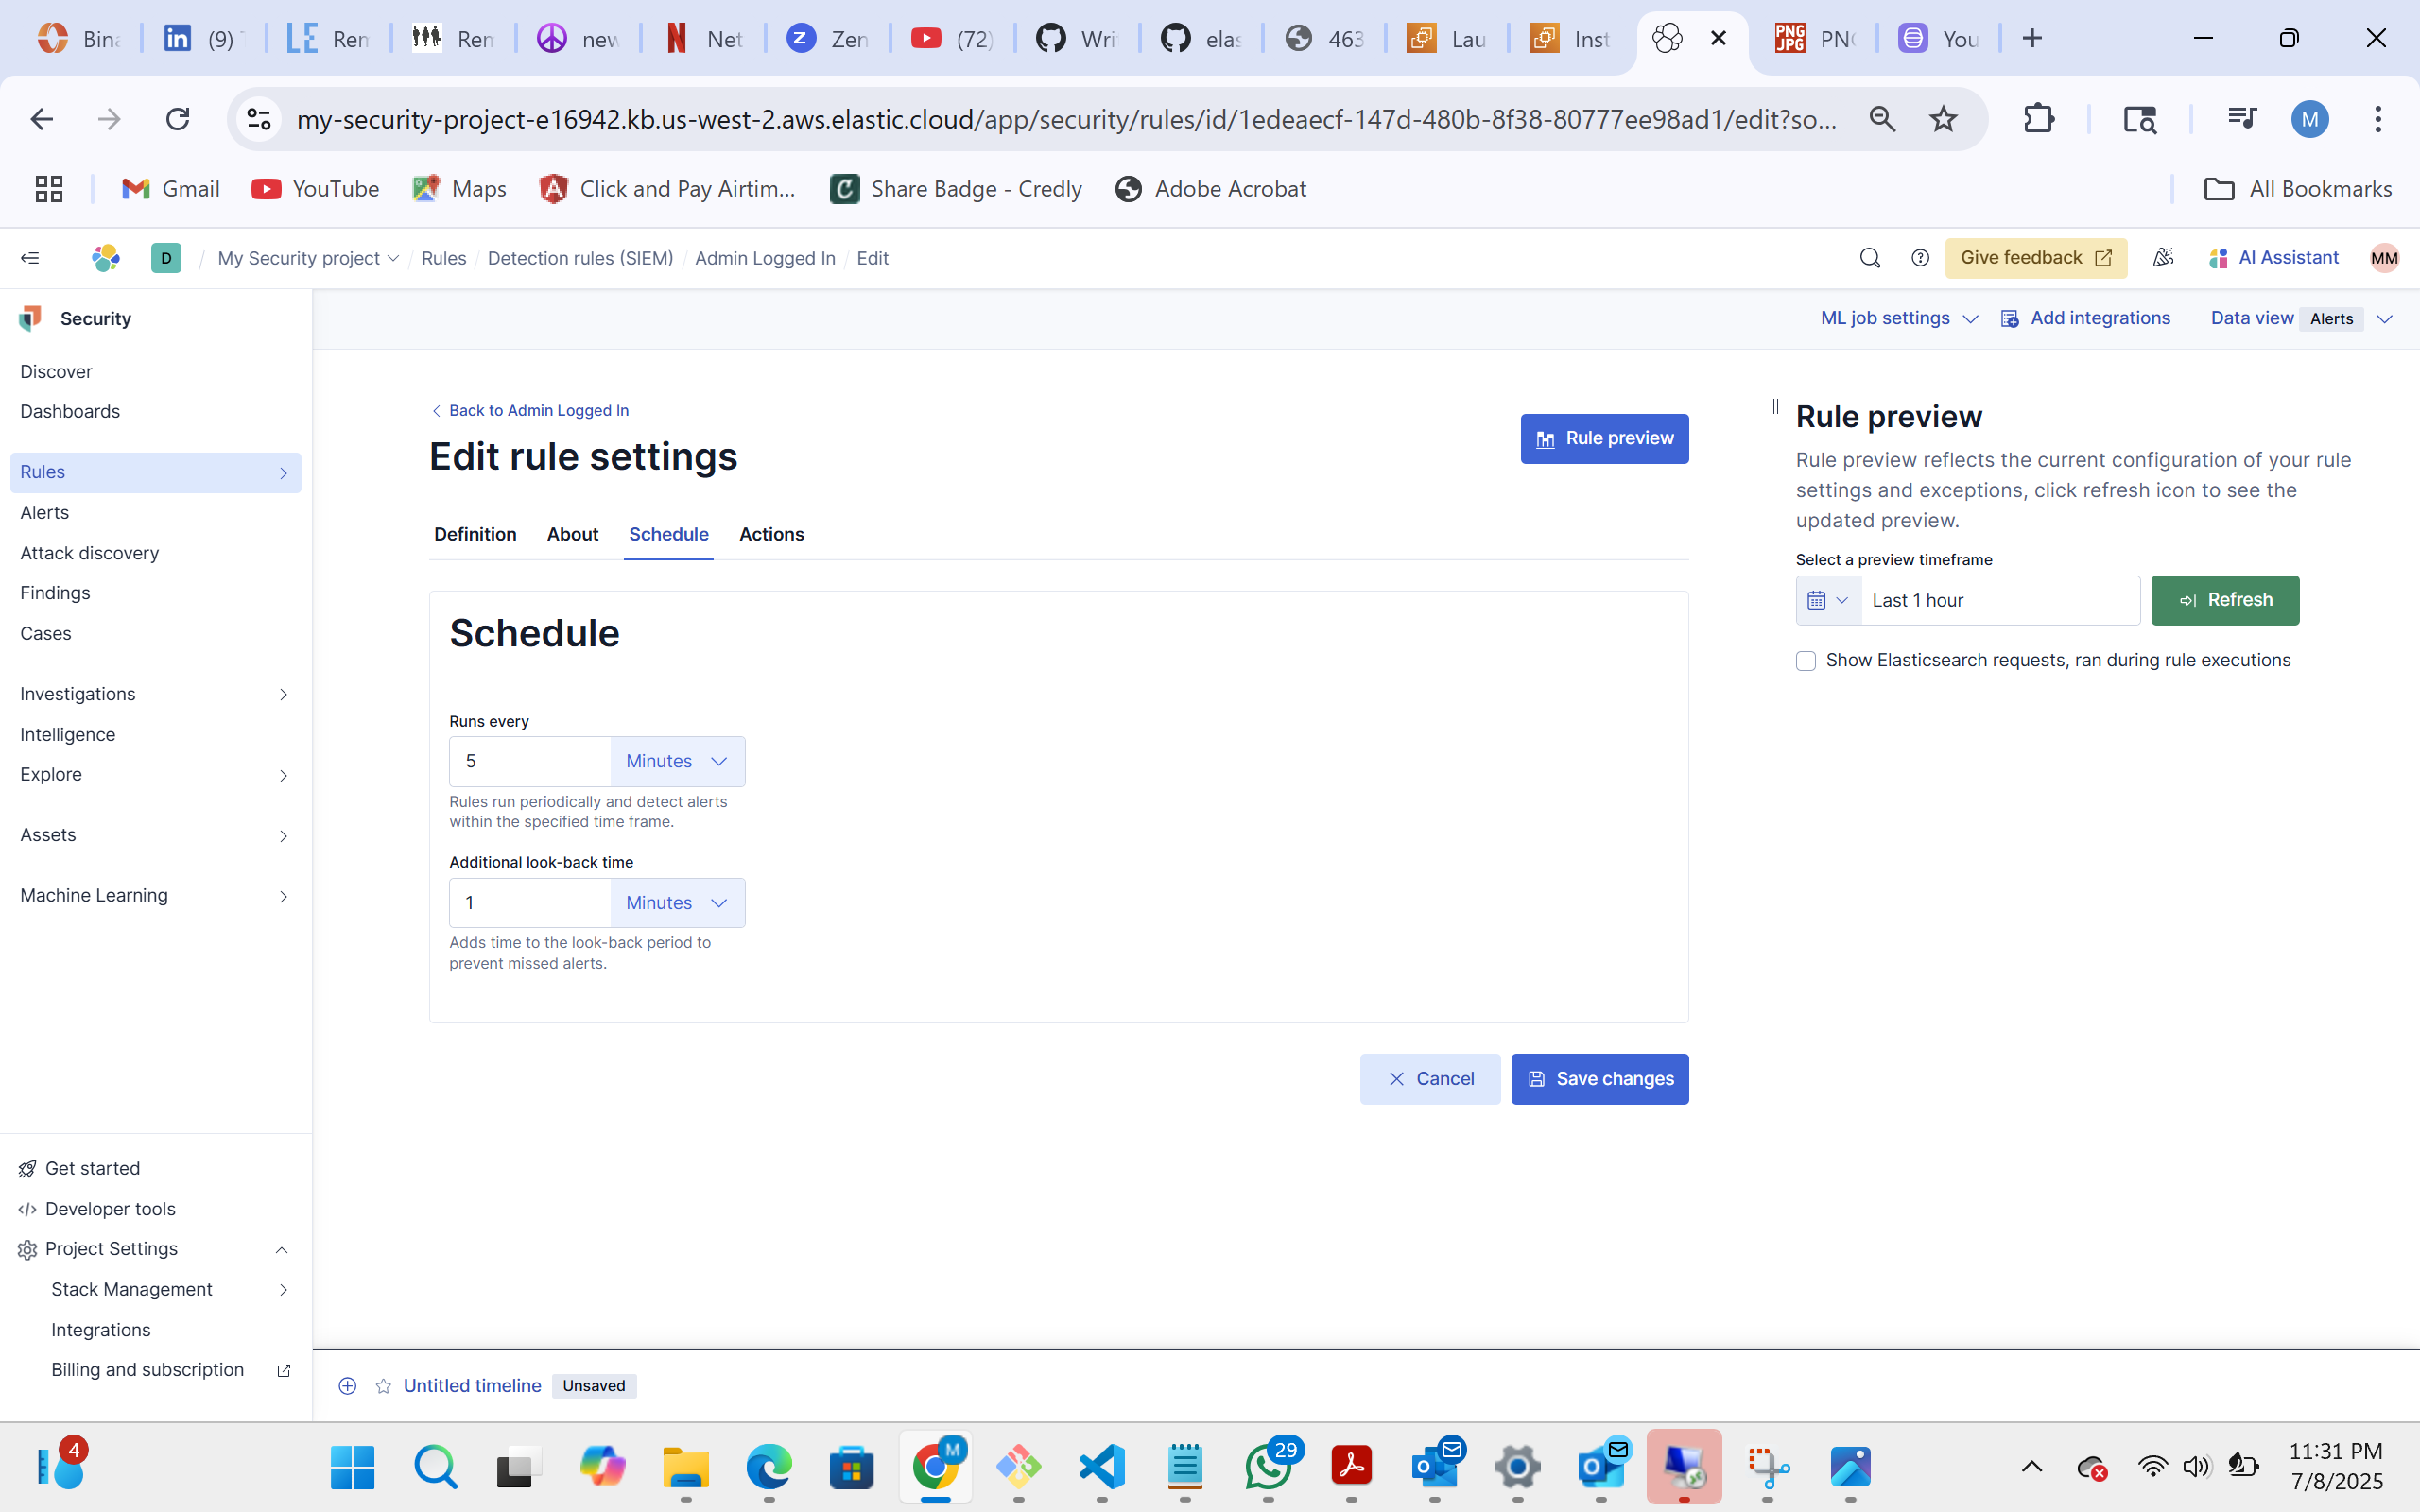 Bina
(9)
Rem
Rem
new
Net
Zen
(72)
Wri
elas
463
Lau
Inst
PNG
JPG
PN
You
my-security-project-e16942.kb.us-west-2.aws.elastic.cloud/app/security/rules/id/1edeaecf-147d-480b-8f38-80777ee98ad1/edit?so...
M
Gmail
YouTube
Maps
Click and Pay Airtim...
Share Badge - Credly
Adobe Acrobat
All Bookmarks
D
/ My Security project / Rules / Detection rules (SIEM) / Admin Logged In / Edit
Give feedback
AI Assistant
MM
Security
ML job settings
Add integrations
Data view Alerts
Discover
Dashboards
Rules
Alerts
Attack discovery
Findings
Cases
Investigations
Intelligence
Explore
Assets
Machine Learning
Get started
Developer tools
Project Settings
Stack Management
Integrations
Billing and subscription
Back to Admin Logged In
Edit rule settings
Rule preview
Definition About Schedule Actions
Schedule
Runs every
5 Minutes
Rules run periodically and detect alerts
within the specified time frame.
Additional look-back time
1 Minutes
Adds time to the look-back period to
prevent missed alerts.
Cancel
Save changes
Rule preview
Rule preview reflects the current configuration of your rule
settings and exceptions, click refresh icon to see the
updated preview.
Select a preview timeframe
Last 1 hour
Refresh
Show Elasticsearch requests, ran during rule executions
Untitled timeline Unsaved
4
M
29
11:31 PM
7/8/2025